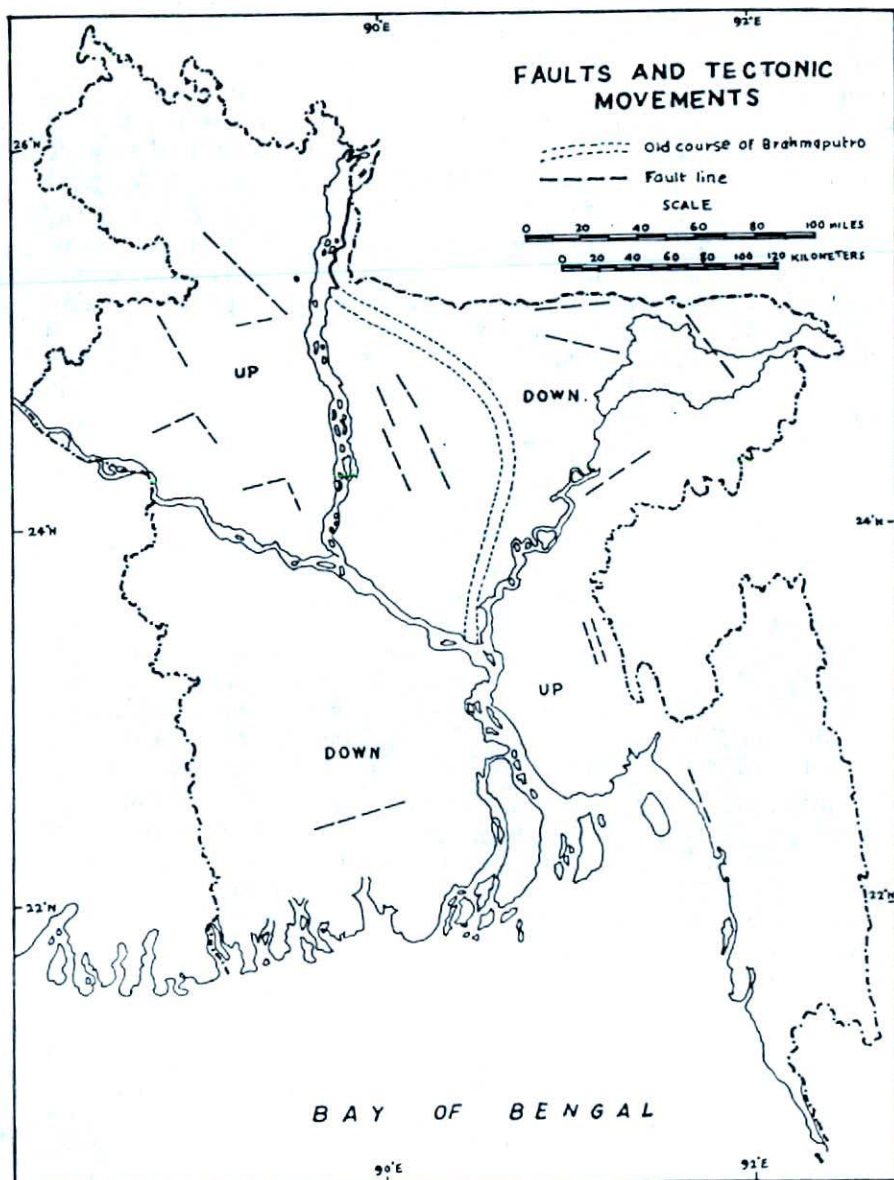 90°E
92°E
FAULTS AND TECTONIC
MOVEMENTS
26°N
Old course of Brahmaputro
Fault line
SCALE
0 20 40 60 80 100 MILES
0 20 40 60 80 100 120 KILOMETERS
UP
DOWN.
24°N
24°N
UP
DOWN
22°N
22°N
BAY OF BENGAL
90°E
92°E